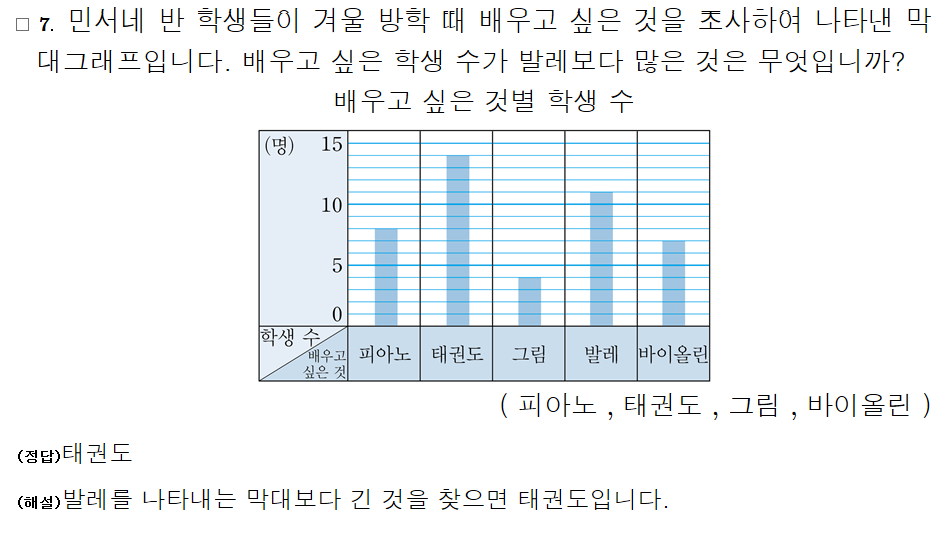 □ 7. 민서네 반 학생들이 겨울 방학 때 배우고 싶은 것을 조사하여 나타낸 막
대그래프입니다. 배우고 싶은 학생 수가 발레보다 많은 것은 무엇입니까?
배우고 싶은 것별 학생 수
(명) 15
10
5
0
학생 수
배우고
싶은 것
피아노 태권도 그림 발레 바이올린
( 피아노 , 태권도 , 그림 , 바이올린 )
(정답)태권도
(해설)발레를 나타내는 막대보다 긴 것을 찾으면 태권도입니다.